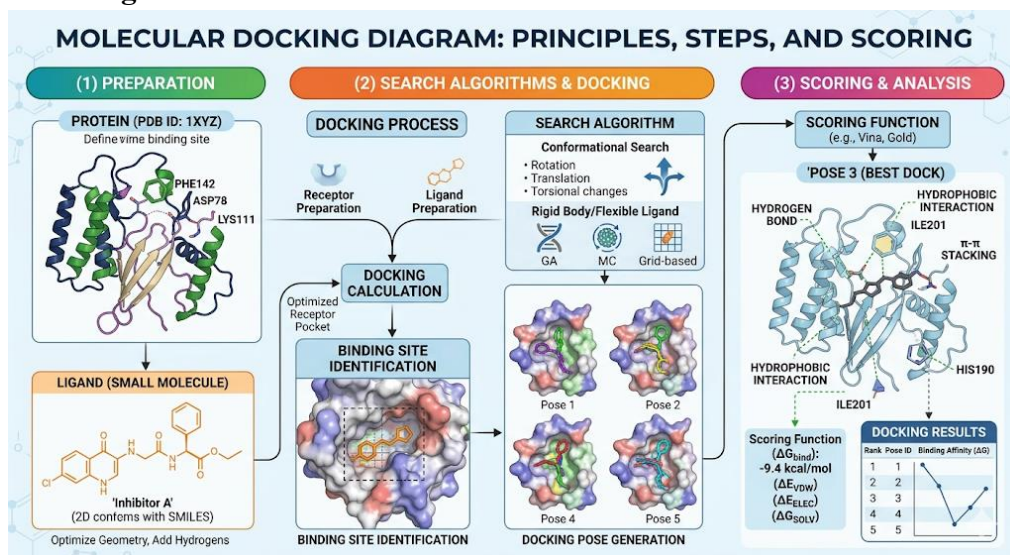 MOLECULAR DOCKING DIAGRAM: PRINCIPLES, STEPS, AND SCORING
(1) PREPARATION
PROTEIN (PDB ID: 1XYZ)
Define vıme binding site
PHE142
ASP78
LYS111
LIGAND (SMALL MOLECULE)
O
H
N
O
N
H
O
O
Cl
N
H
'Inhibitor A'
(2D contems with SMILES)
Optimize Geometry, Add Hydrogens
(2) SEARCH ALGORITHMS & DOCKING
DOCKING PROCESS
Receptor
Preparation
Ligand
Preparation
DOCKING
CALCULATION
Optimized
Receptor
Pocket
BINDING SITE
IDENTIFICATION
BINDING SITE IDENTIFICATION
SEARCH ALGORITHM
Conformational Search
• Rotation
• Translation
• Torsional changes
Rigid Body/Flexible Ligand
GA
MC
Grid-based
Pose 1
Pose 2
Pose 4
Pose 5
DOCKING POSE GENERATION
(3) SCORING & ANALYSIS
SCORING FUNCTION
(e.g., Vina, Gold)
'POSE 3 (BEST DOCK)
HYDROGEN
BOND
HYDROPHOBIC
INTERACTION
ILE201
π-π
STACKING
HYDROPHOBIC
INTERACTION
HIS190
ILE201
Scoring Function
(ΔGbind):
-9.4 kcal/mol
(ΔEVDW)
(ΔEELEC)
(ΔGSOLV)
DOCKING RESULTS
Rank Pose ID Binding Affinity (ΔG)
1 1
2 2
3 3
4 4
5 5